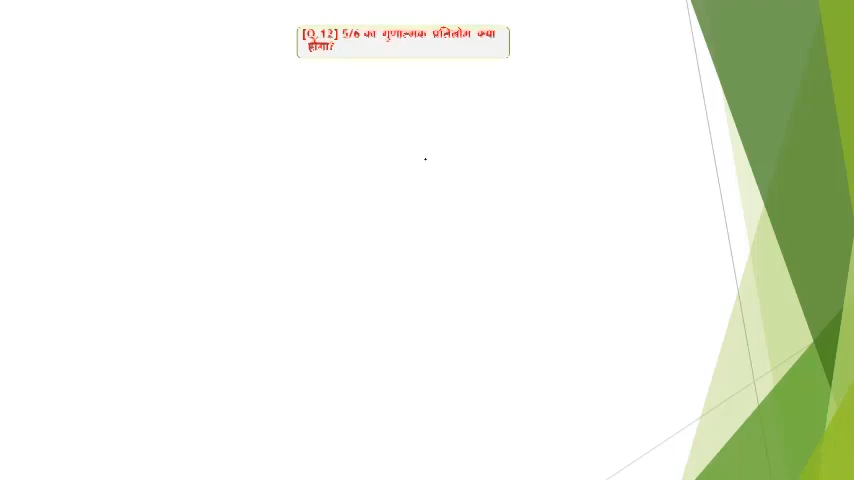 [Q.12] 5/6 का गुणात्मक प्रतिलोम क्या
होगा?